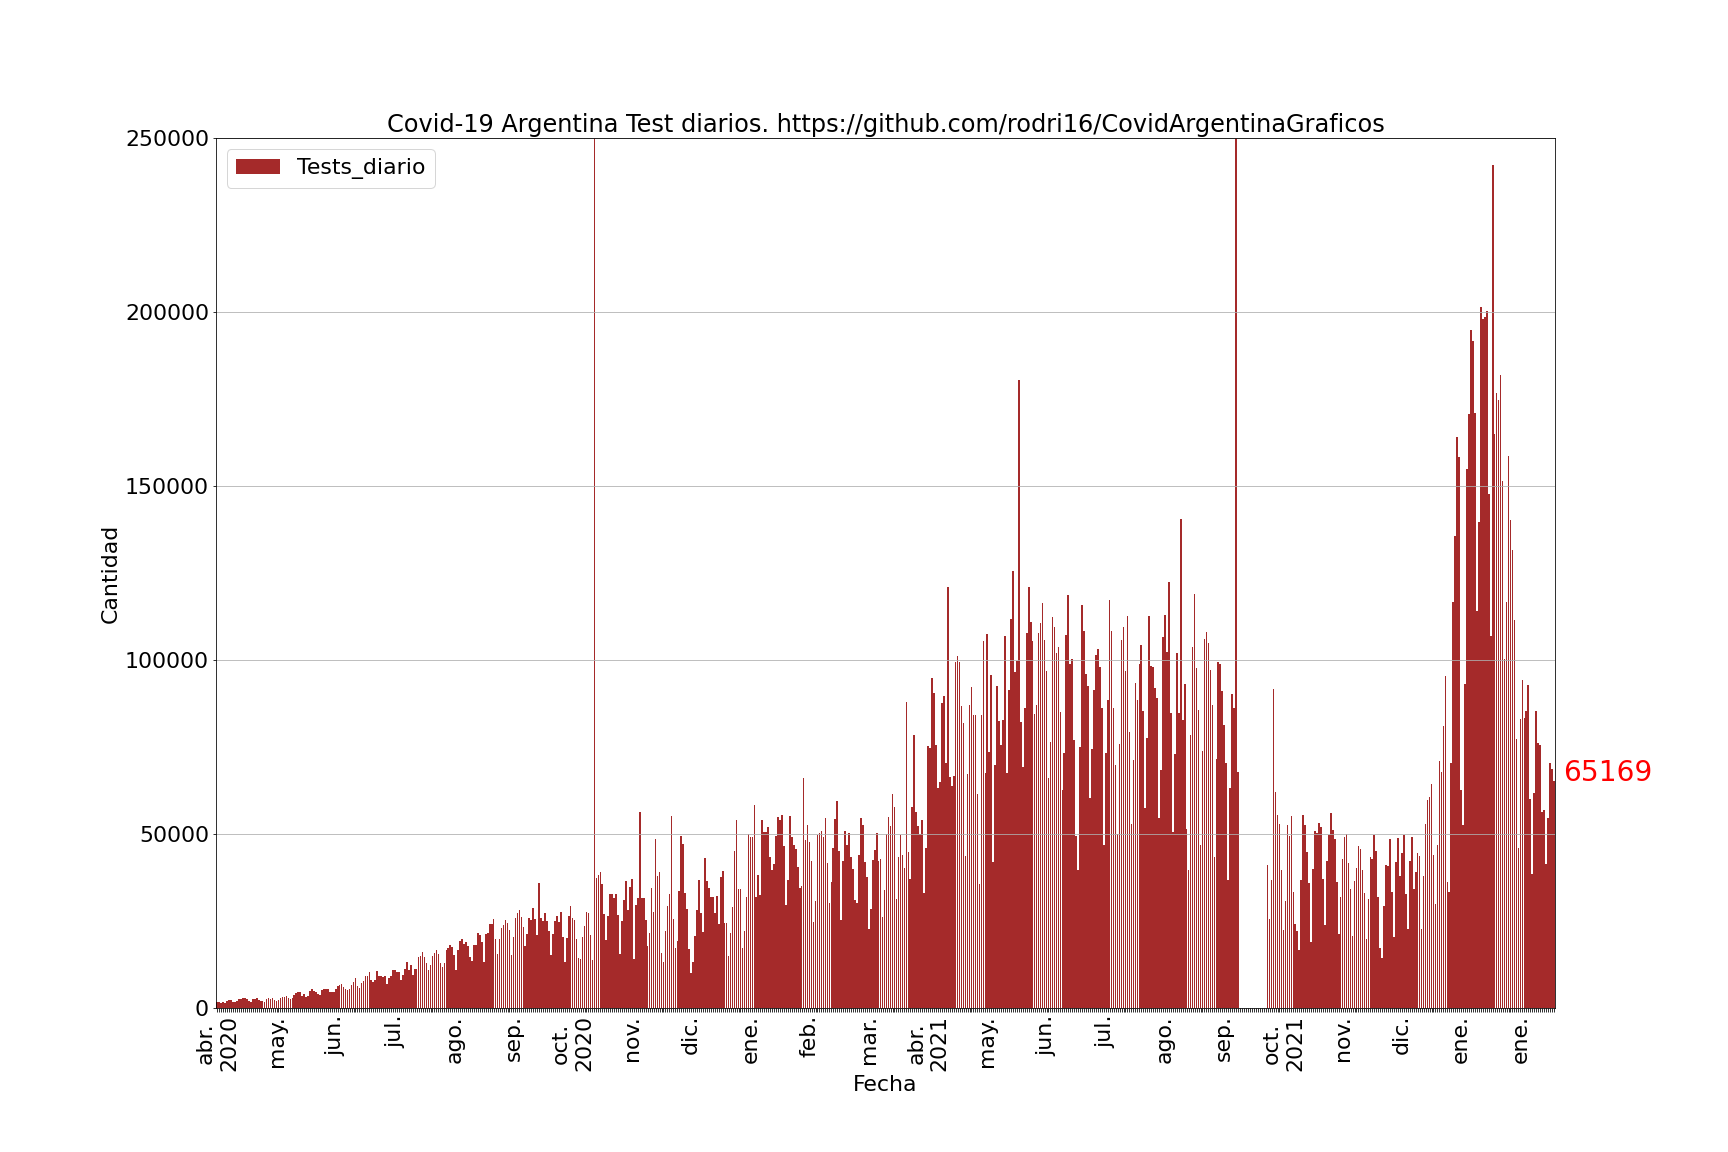 Covid-19 Argentina Test diarios. https://github.com/rodri16/CovidArgentinaGraficos
Tests_diario
250000
200000
150000
100000
50000
0
Cantidad
65169
abr.
2020
may.
jun.
jul.
ago.
sep.
oct.
2020
nov.
dic.
ene.
feb.
mar.
abr.
2021
may.
jun.
jul.
ago.
sep.
oct.
2021
nov.
dic.
ene.
ene.
Fecha